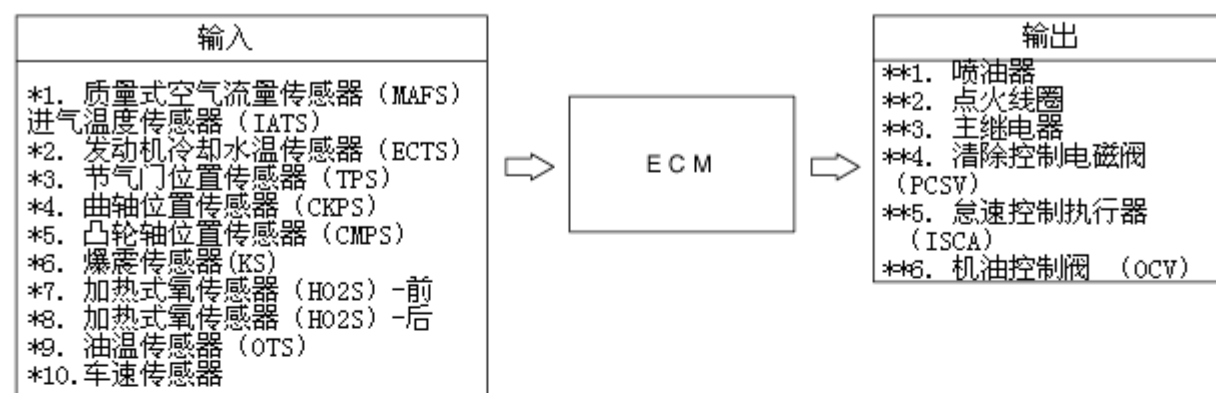 输入
*1. 质量式空气流量传感器（MAFS）
进气温度传感器（IATS）
*2. 发动机冷却水温传感器（ECTS）
*3. 节气门位置传感器（TPS）
*4. 曲轴位置传感器（CKPS）
*5. 凸轮轴位置传感器（CMPS）
*6. 爆震传感器(KS)
*7. 加热式氧传感器（HO2S）-前
*8. 加热式氧传感器（HO2S）-后
*9. 油温传感器（OTS）
*10.车速传感器
ECM
输出
**1. 喷油器
**2. 点火线圈
**3. 主继电器
**4. 清除控制电磁阀
（PCSV）
**5. 怠速控制执行器
（ISCA）
**6. 机油控制阀 （OCV）